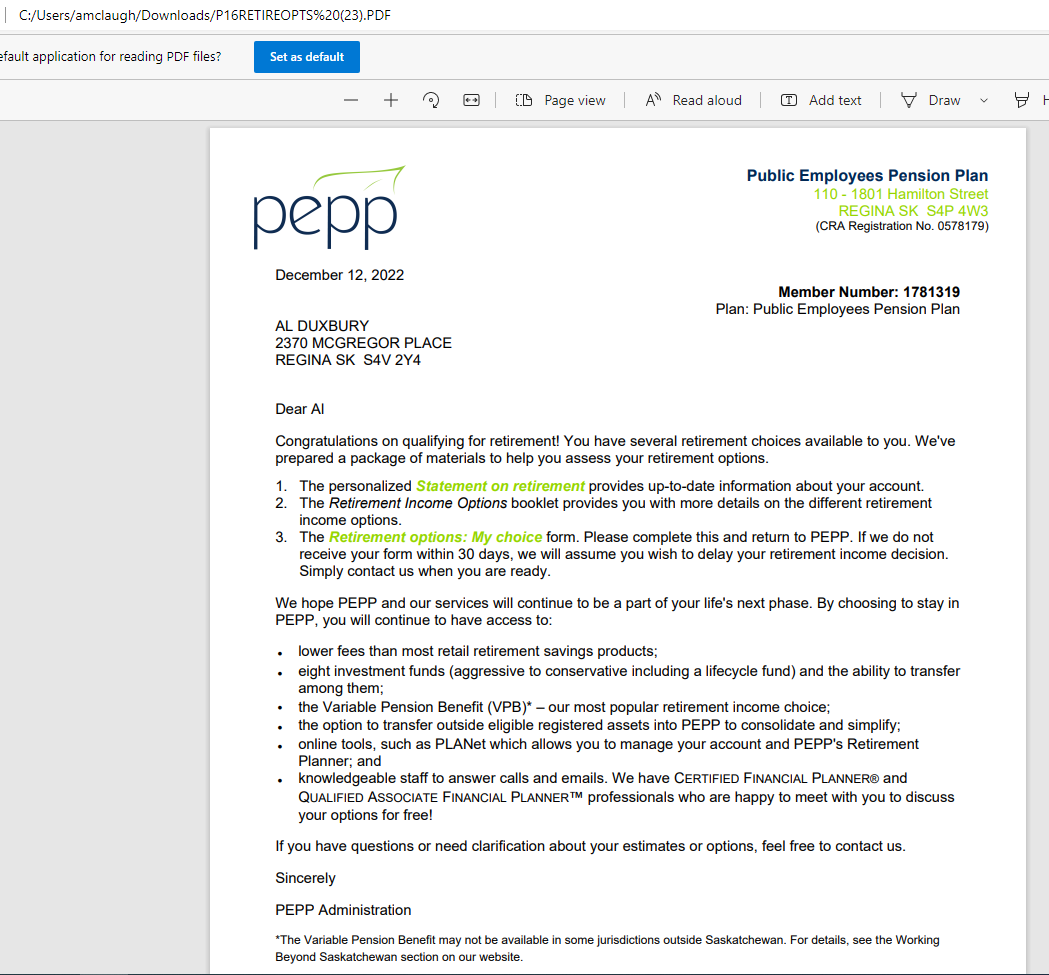 C:/Users/amclaugh/Downloads/P16RETIREOPTS%20(23).PDF
efault application for reading PDF files?
Set as default
Page view
Read aloud
Add text
Draw
H
pepp
Public Employees Pension Plan
110 - 1801 Hamilton Street
REGINA SK S4P 4W3
(CRA Registration No. 0578179)
December 12, 2022
Member Number: 1781319
Plan: Public Employees Pension Plan
AL DUXBURY
2370 MCGREGOR PLACE
REGINA SK S4V 2Y4
Dear Al
Congratulations on qualifying for retirement! You have several retirement choices available to you. We've
prepared a package of materials to help you assess your retirement options.
1. The personalized Statement on retirement provides up-to-date information about your account.
2. The Retirement Income Options booklet provides you with more details on the different retirement
income options.
3. The Retirement options: My choice form. Please complete this and return to PEPP. If we do not
receive your form within 30 days, we will assume you wish to delay your retirement income decision.
Simply contact us when you are ready.
We hope PEPP and our services will continue to be a part of your life's next phase. By choosing to stay in
PEPP, you will continue to have access to:
• lower fees than most retail retirement savings products;
• eight investment funds (aggressive to conservative including a lifecycle fund) and the ability to transfer
among them;
• the Variable Pension Benefit (VPB)* – our most popular retirement income choice;
• the option to transfer outside eligible registered assets into PEPP to consolidate and simplify;
• online tools, such as PLANet which allows you to manage your account and PEPP's Retirement
Planner; and
• knowledgeable staff to answer calls and emails. We have CERTIFIED FINANCIAL PLANNER® and
QUALIFIED ASSOCIATE FINANCIAL PLANNER™ professionals who are happy to meet with you to discuss
your options for free!
If you have questions or need clarification about your estimates or options, feel free to contact us.
Sincerely
PEPP Administration
*The Variable Pension Benefit may not be available in some jurisdictions outside Saskatchewan. For details, see the Working
Beyond Saskatchewan section on our website.